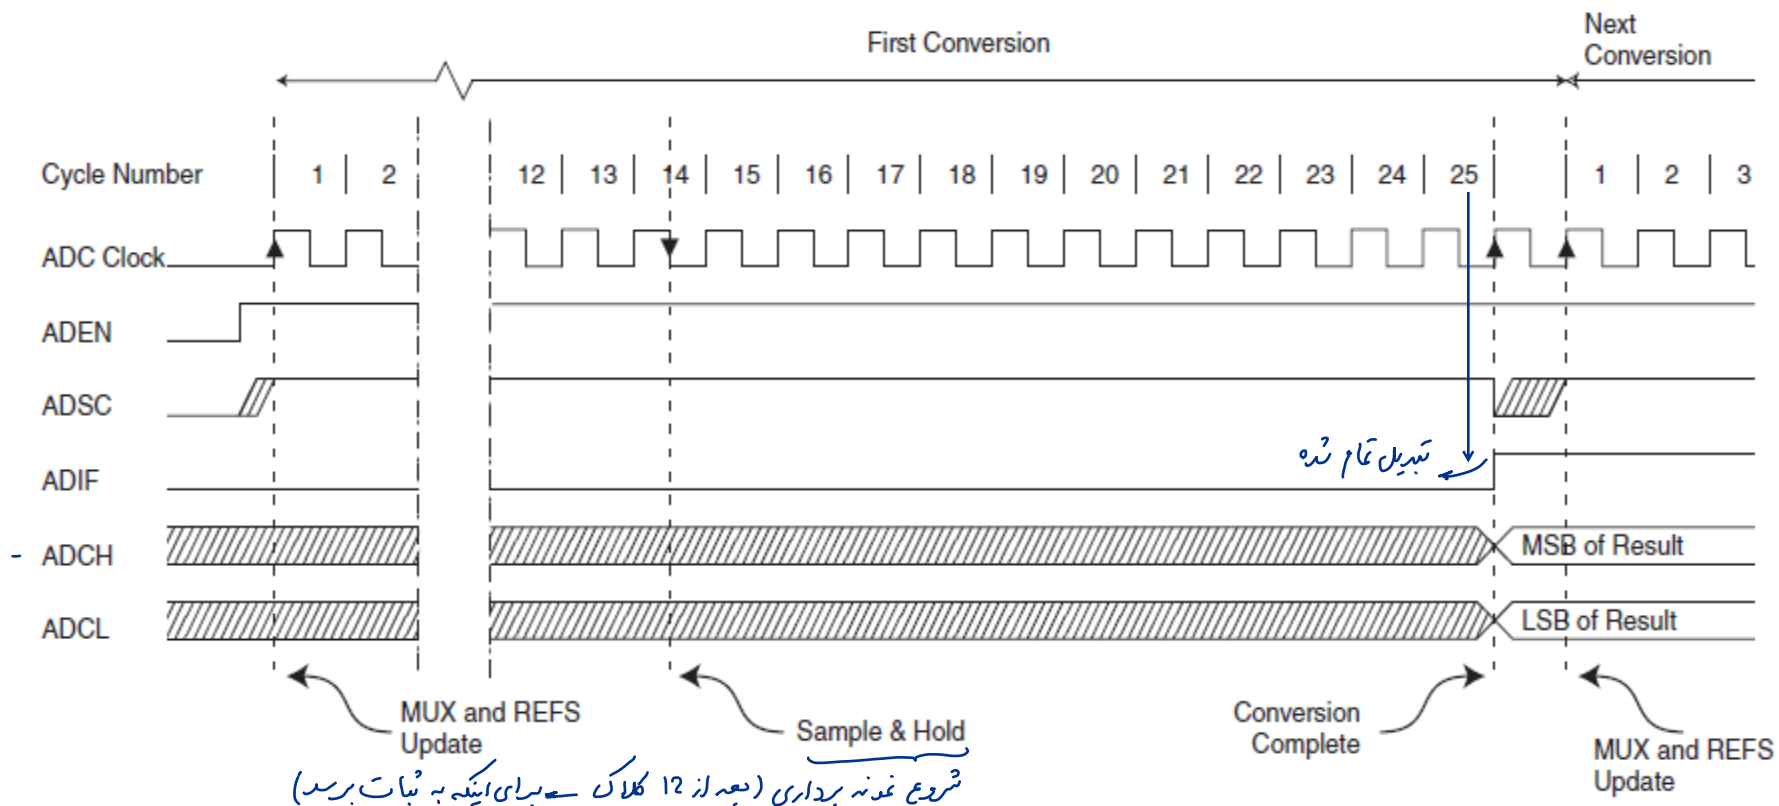 First Conversion
Next
Conversion
Cycle Number 1 2 12 13 14 15 16 17 18 19 20 21 22 23 24 25 1 2 3
ADC Clock
ADEN
ADSC
تبدیل تمام شده
ADIF
ADCH MSB of Result
ADCL LSB of Result
MUX and REFS
Update
Sample & Hold
Conversion
Complete
MUX and REFS
Update
شروع نمونه برداری (بعد از 12 کلاک ← برای اینکه به ثبات برسد)